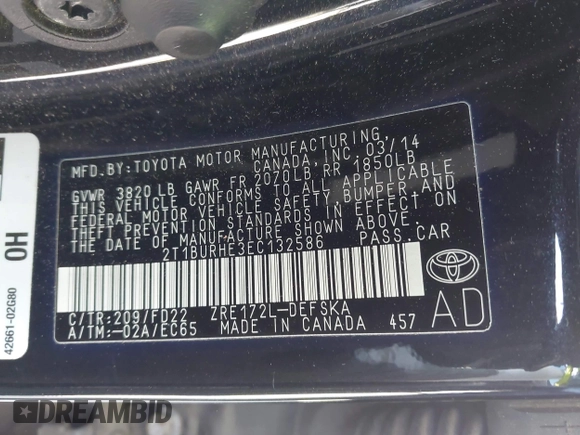 MFD.BY:TOYOTA MOTOR MANUFACTURING,
CANADA, INC. 03/14
GVWR 3820 LB GAWR FR 2070LB RR 1850LB
THIS VEHICLE CONFORMS TO ALL APPLICABLE
FEDERAL MOTOR VEHICLE SAFETY,BUMPER AND
THEFT PREVENTION STANDARDS IN EFFECT ON
THE DATE OF MANUFACTURE SHOWN ABOVE.
2T1BURHE3EC132586 PASS.CAR
C/TR:209/FD22 ZRE172L-DEFSKA
A/TM:-02A/EC65 MADE IN CANADA 457
AD
42661-02G80
0H
DREAMBID